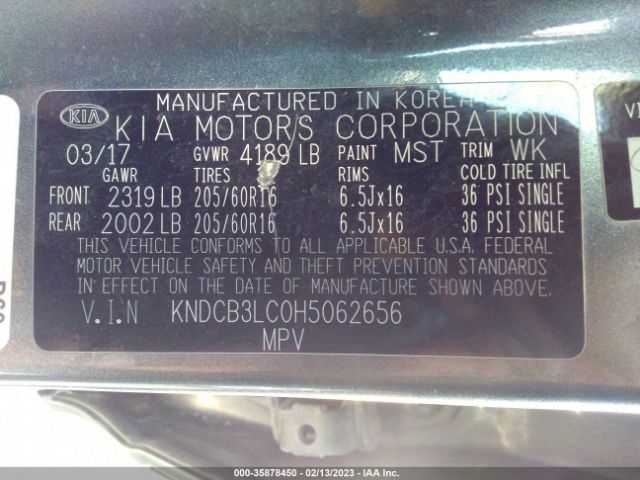 MANUFACTURED IN KOREA
KIA KIA MOTORS CORPORATION
03/17 GVWR 4189 LB PAINT MST TRIM WK
GAWR TIRES RIMS COLD TIRE INFL
FRONT 2319 LB 205/60R16 6.5Jx16 36 PSI SINGLE
REAR 2002 LB 205/60R16 6.5Jx16 36 PSI SINGLE
THIS VEHICLE CONFORMS TO ALL APPLICABLE U.S.A. FEDERAL
MOTOR VEHICLE SAFETY AND THEFT PREVENTION STANDARDS
IN EFFECT ON THE DATE OF MANUFACTURE SHOWN ABOVE.
V.I.N KNDCB3LC0H5062656
MPV
VI
000-35878450 - 02/13/2023 - IAAI.COM